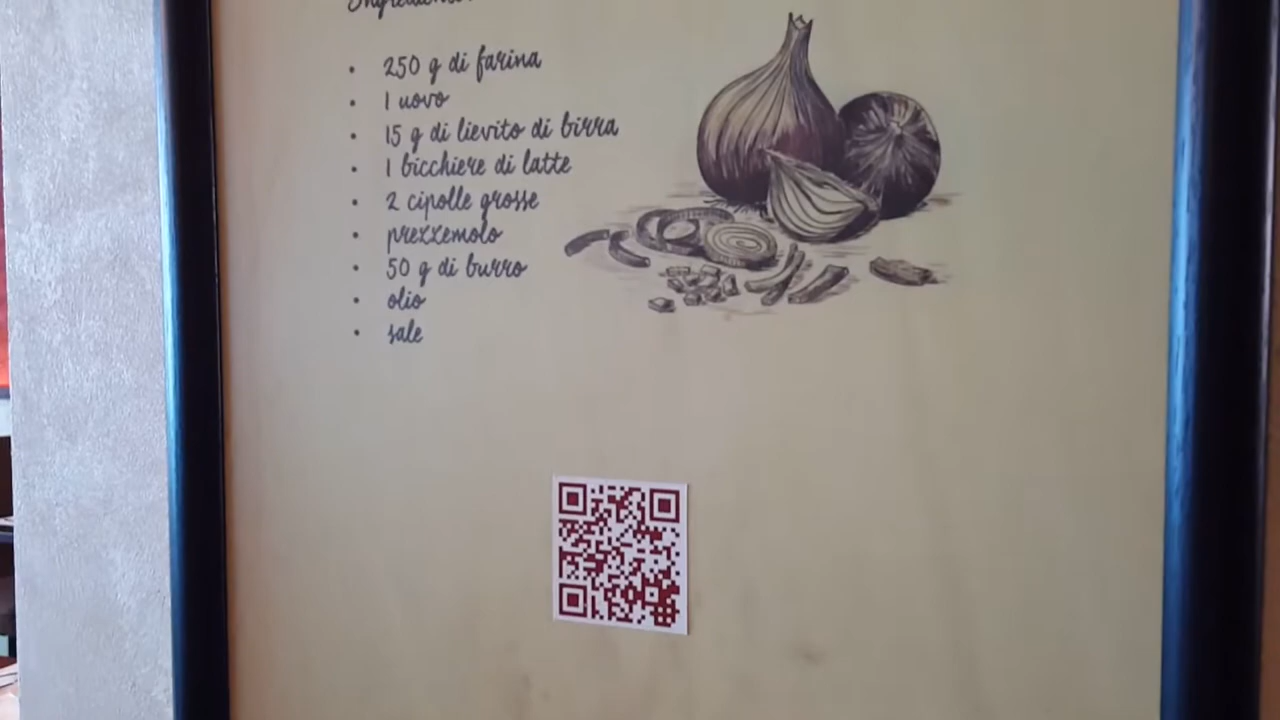 Ingredienti:
• 250 g di farina
• 1 uovo
• 15 g di lievito di birra
• 1 bicchiere di latte
• 2 cipolle grosse
• prezzemolo
• 50 g di burro
• olio
• sale